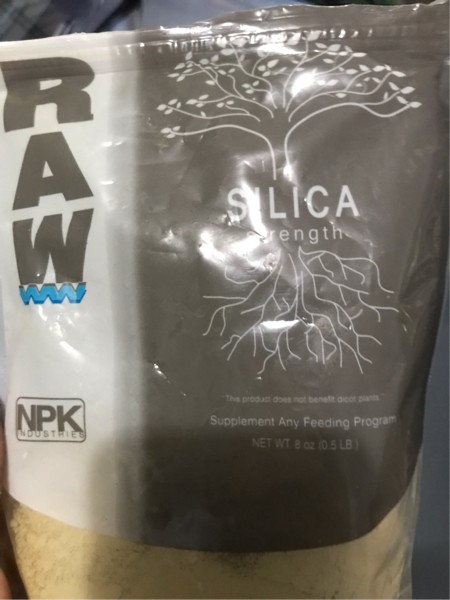 RAW
SILICA
strength
"This product does not benefit dicot plants."
Supplement Any Feeding Program
NET WT. 8 oz (0.5 LB.)
NPK
INDUSTRIES